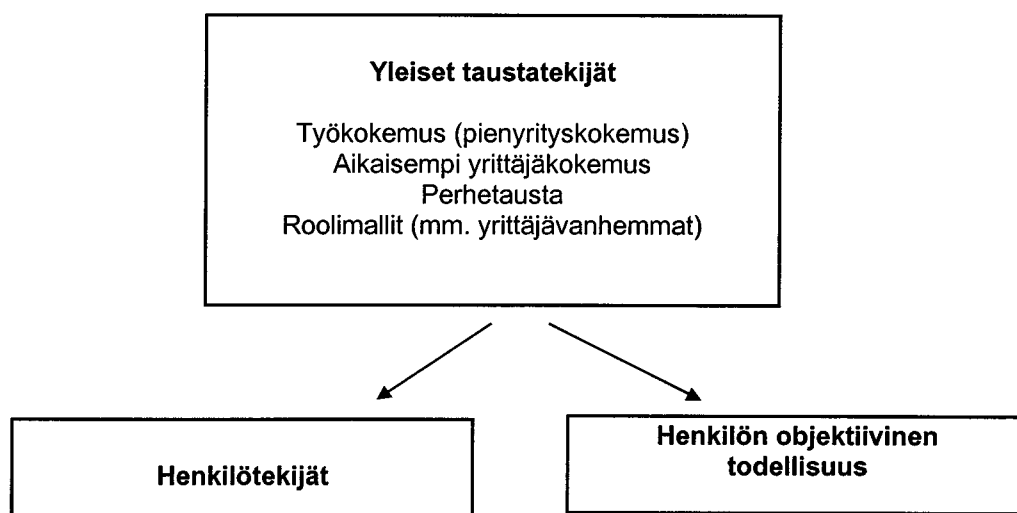 Yleiset taustatekijät
Työkokemus (pienyrityskokemus)
Aikaisempi yrittäjäkokemus
Perhetausta
Roolimallit (mm. yrittäjävanhemmat)
Henkilötekijät
Henkilön objektiivinen
todellisuus